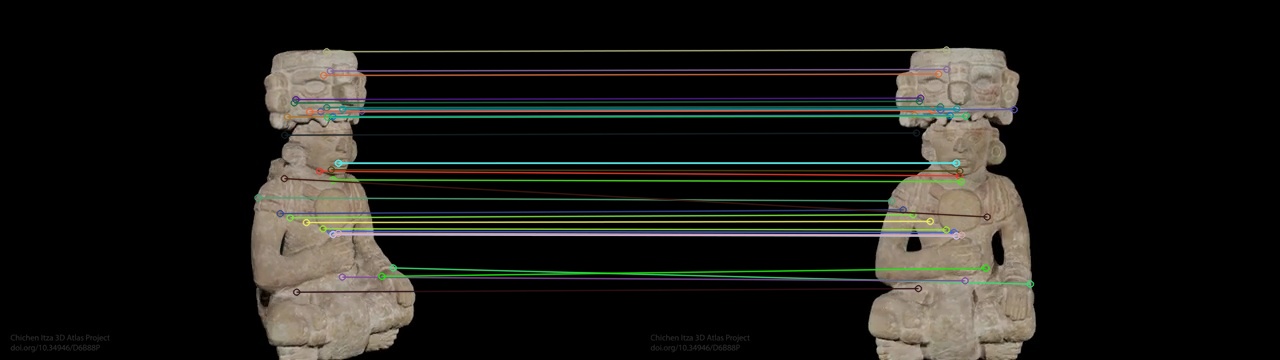 Chichen Itza 3D Atlas Project
doi.org/10.34946/D6B88P
Chichen Itza 3D Atlas Project
doi.org/10.34946/D6B88P